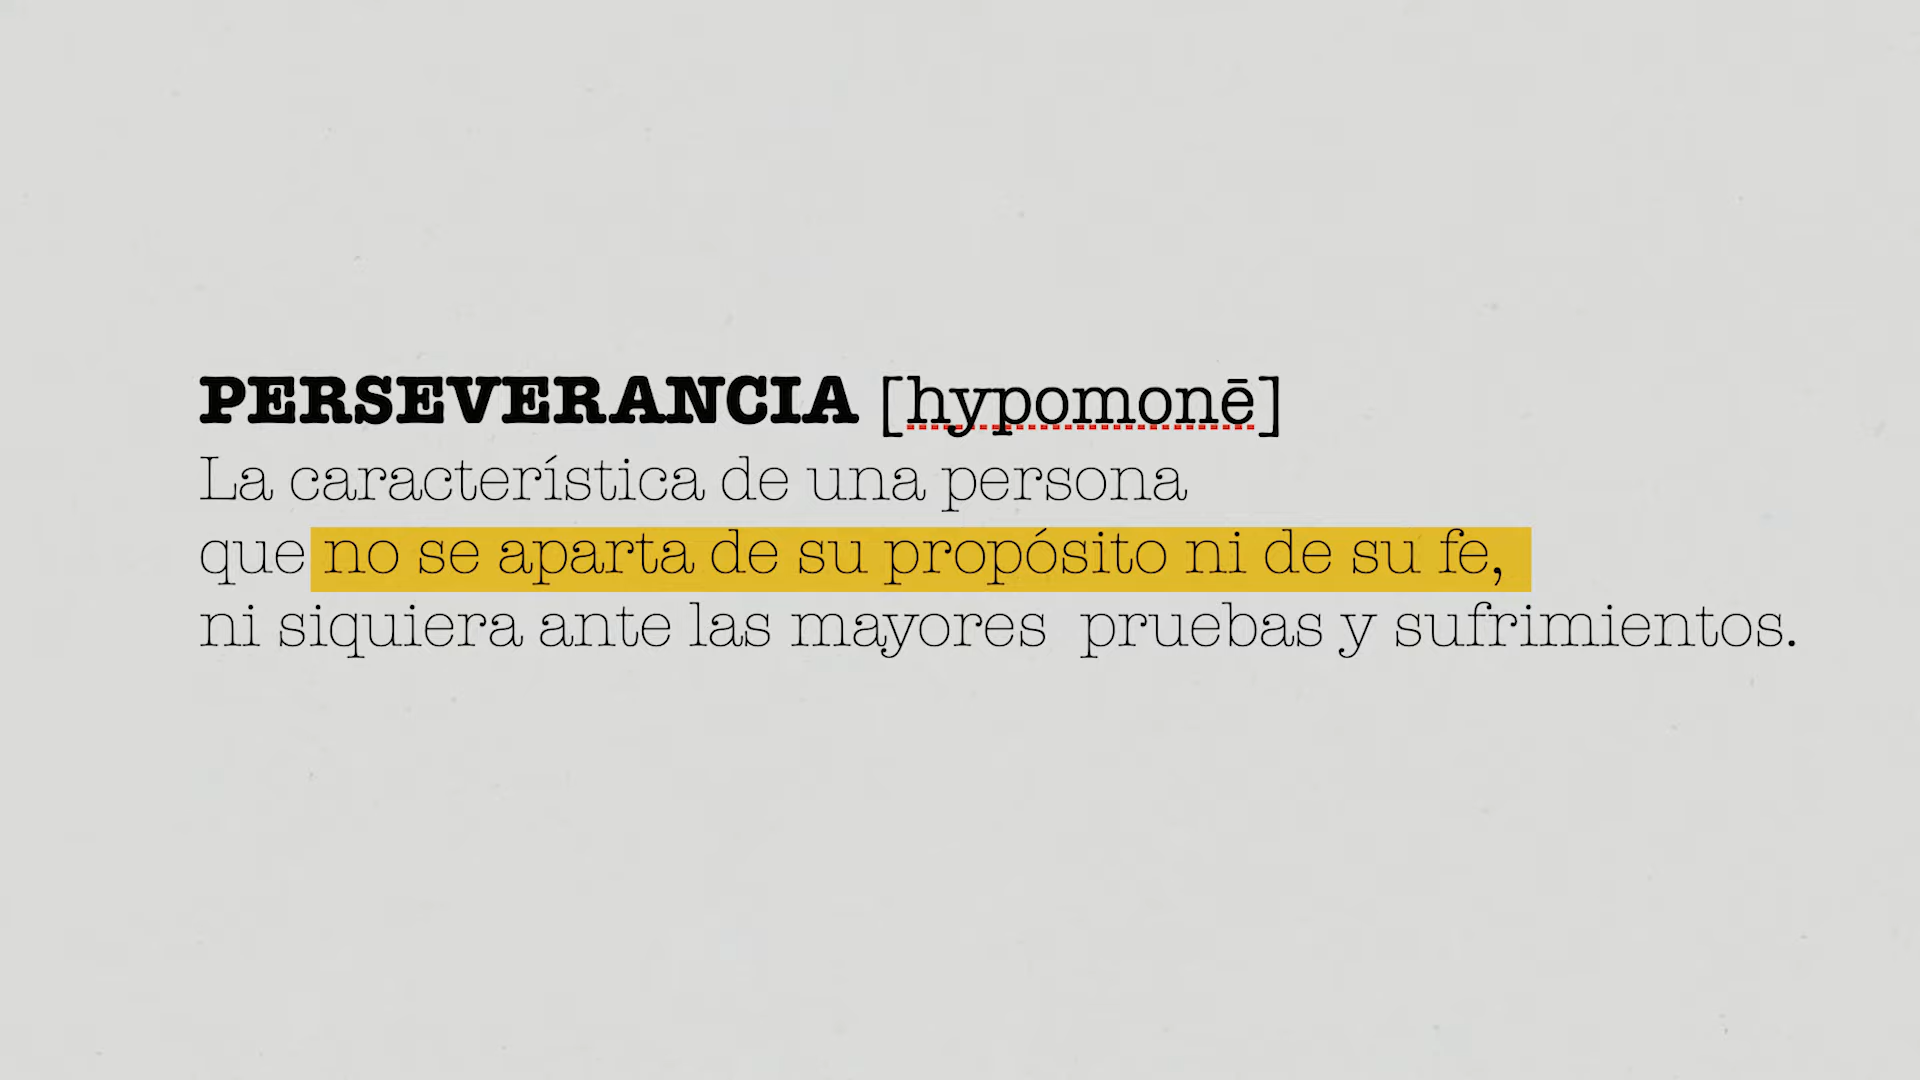 PERSEVERANCIA [hypomonē]
La característica de una persona
que no se aparta de su propósito ni de su fe,
ni siquiera ante las mayores  pruebas y sufrimientos.